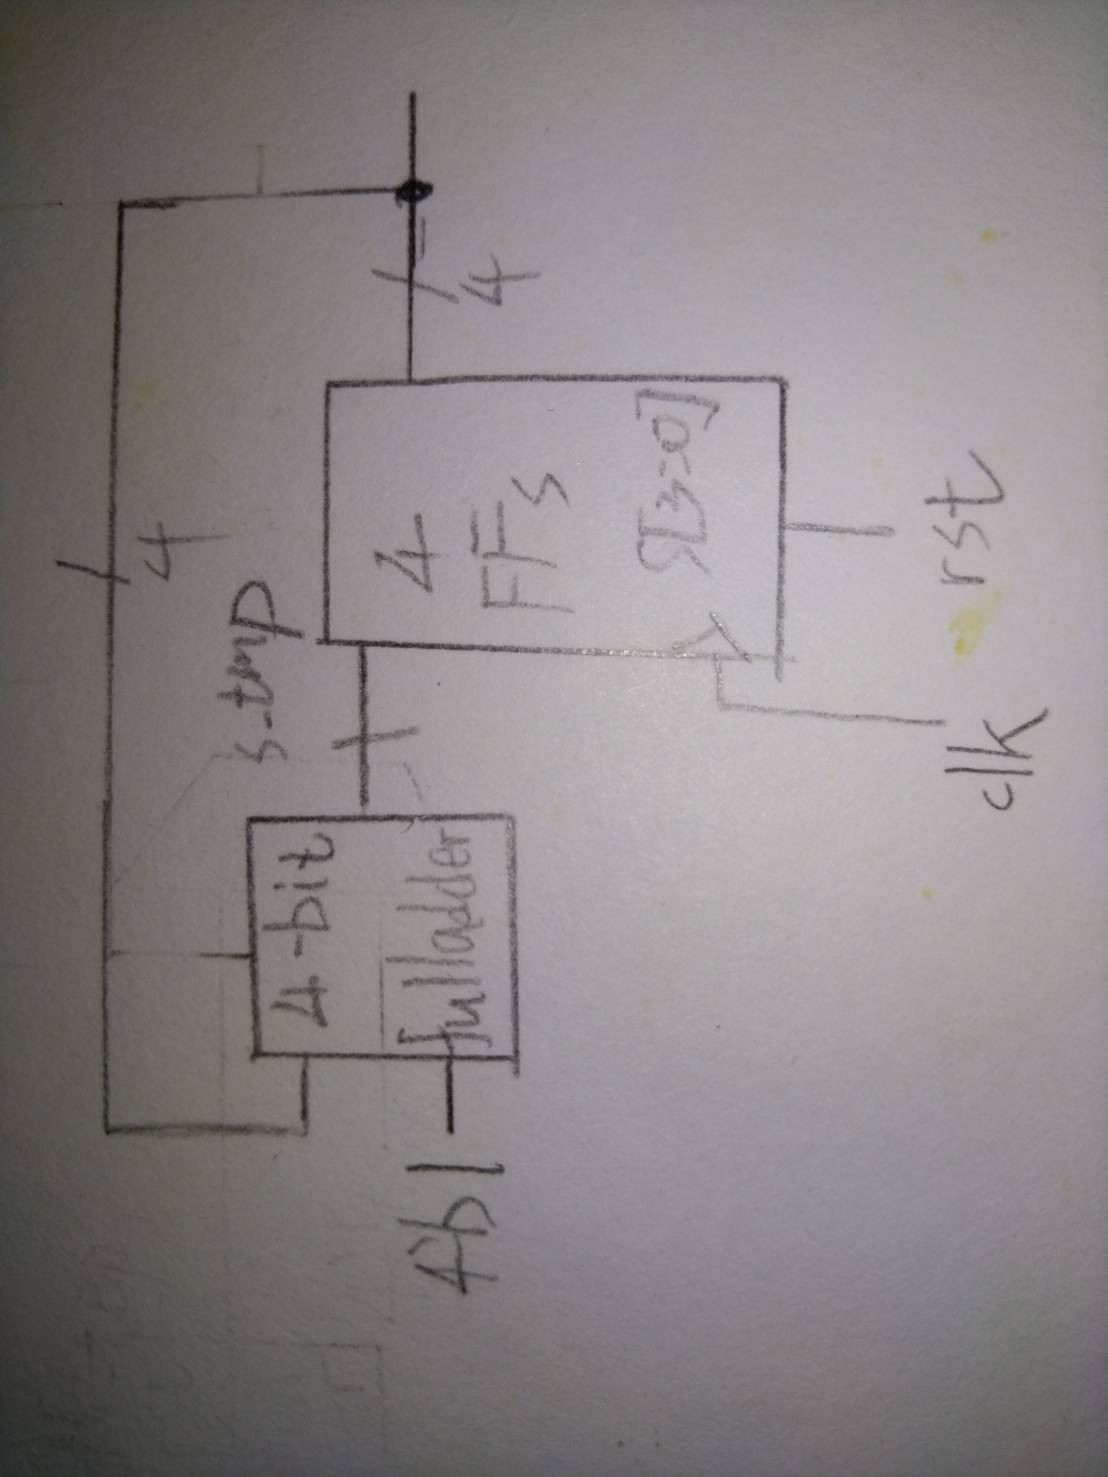 4
s_tmp
4
4-bit
fulladder
4
FFs
S[3=0]
4'b1
clk
rst